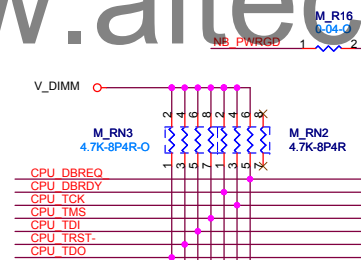 www.aitec
M_R16
0-04-O
NB_PWRGD 1 2
V_DIMM
2 4 6 8 2 4 6 8
M_RN3 M_RN2
4.7K-8P4R-O 4.7K-8P4R
1 3 5 7 1 3 5 7
CPU_DBREQ
CPU_DBRDY
CPU_TCK
CPU_TMS
CPU_TDI
CPU_TRST-
CPU_TDO